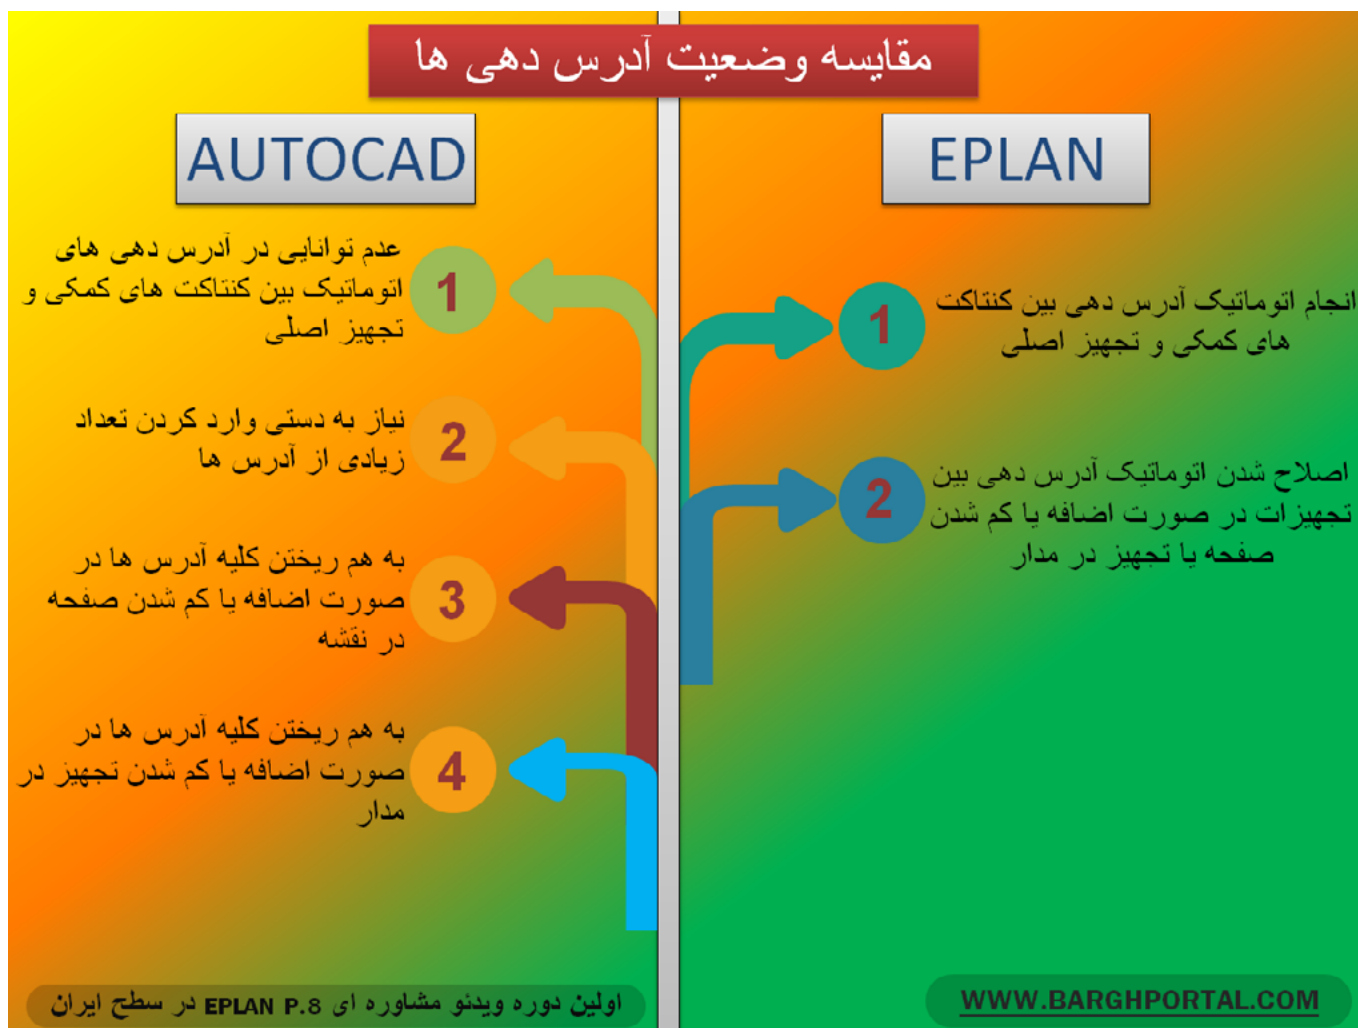 مقایسه وضعیت آدرس دهی ها
EPLAN
1
انجام اتوماتیک آدرس دهی بین کنتاکت
های کمکی و تجهیز اصلی
2
اصلاح شدن اتوماتیک آدرس دهی بین
تجهیزات در صورت اضافه یا کم شدن
صفحه یا تجهیز در مدار
AUTOCAD
1
عدم توانایی در آدرس دهی های
اتوماتیک بین کنتاکت های کمکی و
تجهیز اصلی
2
نیاز به دستی وارد کردن تعداد
زیادی از آدرس ها
3
به هم ریختن کلیه آدرس ها در
صورت اضافه یا کم شدن صفحه
در نقشه
4
به هم ریختن کلیه آدرس ها در
صورت اضافه یا کم شدن تجهیز در
مدار
WWW.BARGHPORTAL.COM
اولین دوره ویدئو مشاوره ای EPLAN P.8 در سطح ایران